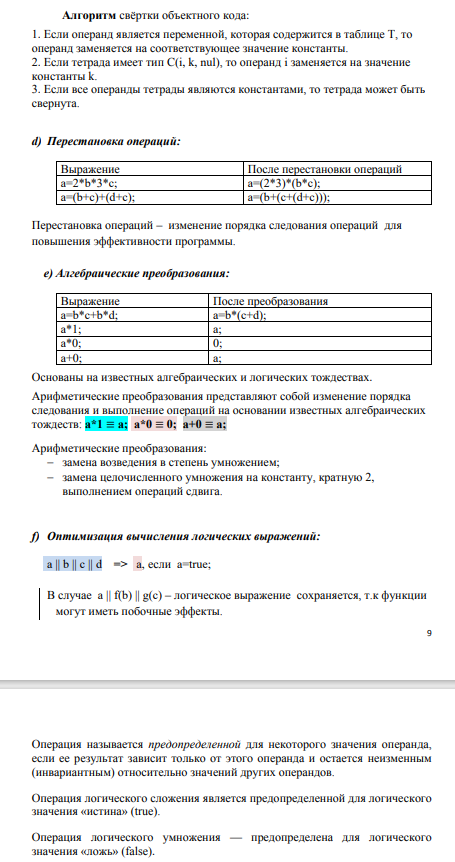 Алгоритм свёртки объектного кода:
1. Если операнд является переменной, которая содержится в таблице T, то
операнд заменяется на соответствующее значение константы.
2. Если тетрада имеет тип C(i, k, nul), то операнд i заменяется на значение
константы k.
3. Если все операнды тетрады являются константами, то тетрада может быть
свернута.
d) Перестановка операций:
Выражение После перестановки операций
a=2*b*3*c; a=(2*3)*(b*c);
a=(b+c)+(d+c); a=(b+(c+(d+c)));
Перестановка операций – изменение порядка следования операций для
повышения эффективности программы.
e) Алгебраические преобразования:
Выражение После преобразования
a=b*c+b*d; a=b*(c+d);
a*1; a;
a*0; 0;
a+0; a;
Основаны на известных алгебраических и логических тождествах.
Арифметические преобразования представляют собой изменение порядка
следования и выполнение операций на основании известных алгебраических
тождеств: a*1 ≡ a; a*0 ≡ 0; a+0 ≡ a;
Арифметические преобразования:
– замена возведения в степень умножением;
– замена целочисленного умножения на константу, кратную 2,
выполнением операций сдвига.
f) Оптимизация вычисления логических выражений:
a || b || c || d => a, если a=true;
В случае a || f(b) || g(c) – логическое выражение сохраняется, т.к функции
могут иметь побочные эффекты.
9
Операция называется предопределенной для некоторого значения операнда,
если ее результат зависит только от этого операнда и остается неизменным
(инвариантным) относительно значений других операндов.
Операция логического сложения является предопределенной для логического
значения «истина» (true).
Операция логического умножения — предопределена для логического
значения «ложь» (false).